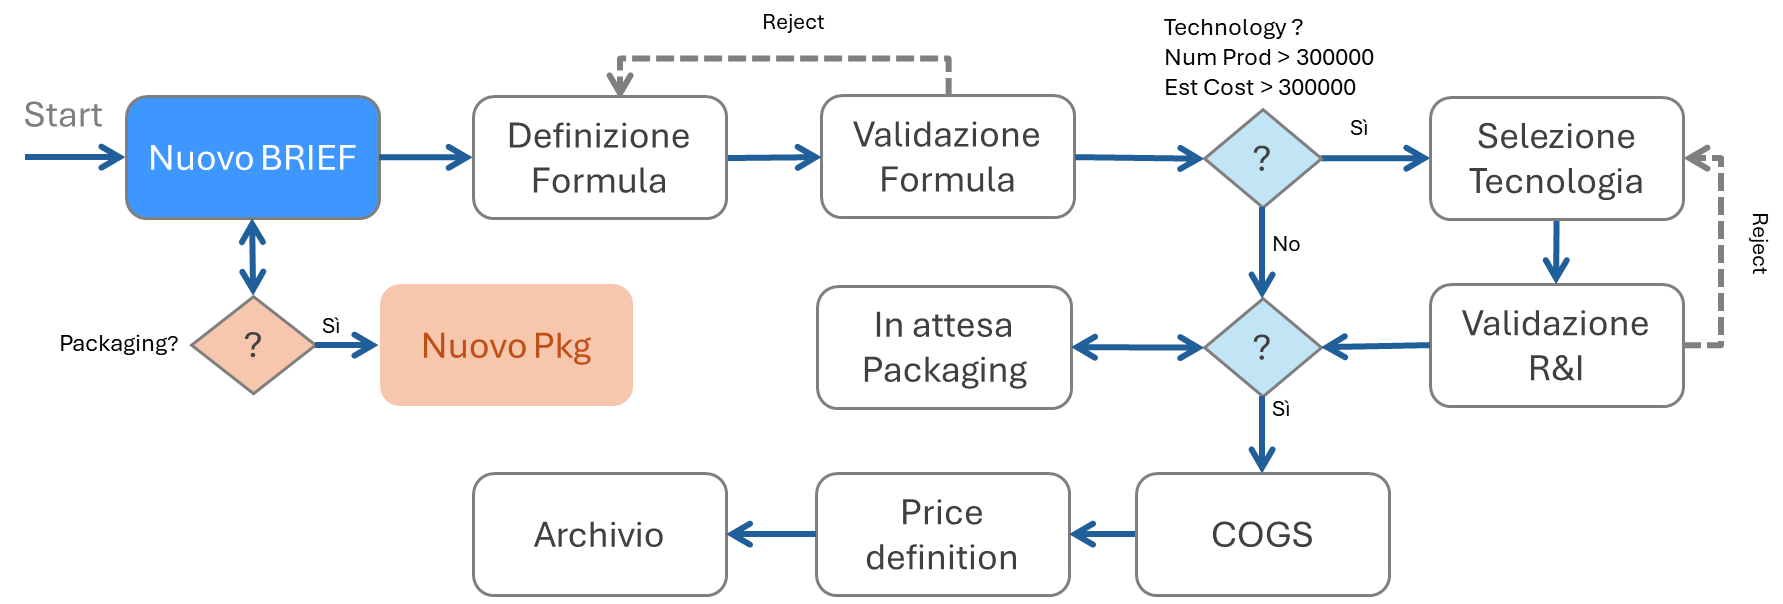 Reject
Technology ?
Num Prod > 300000
Est Cost > 300000
Start
Nuovo BRIEF
Definizione
Formula
Validazione
Formula
?
Sì
Selezione
Tecnologia
Reject
No
Packaging?
?
Sì
Nuovo Pkg
In attesa
Packaging
?
Validazione
R&I
Sì
Archivio
Price
definition
COGS